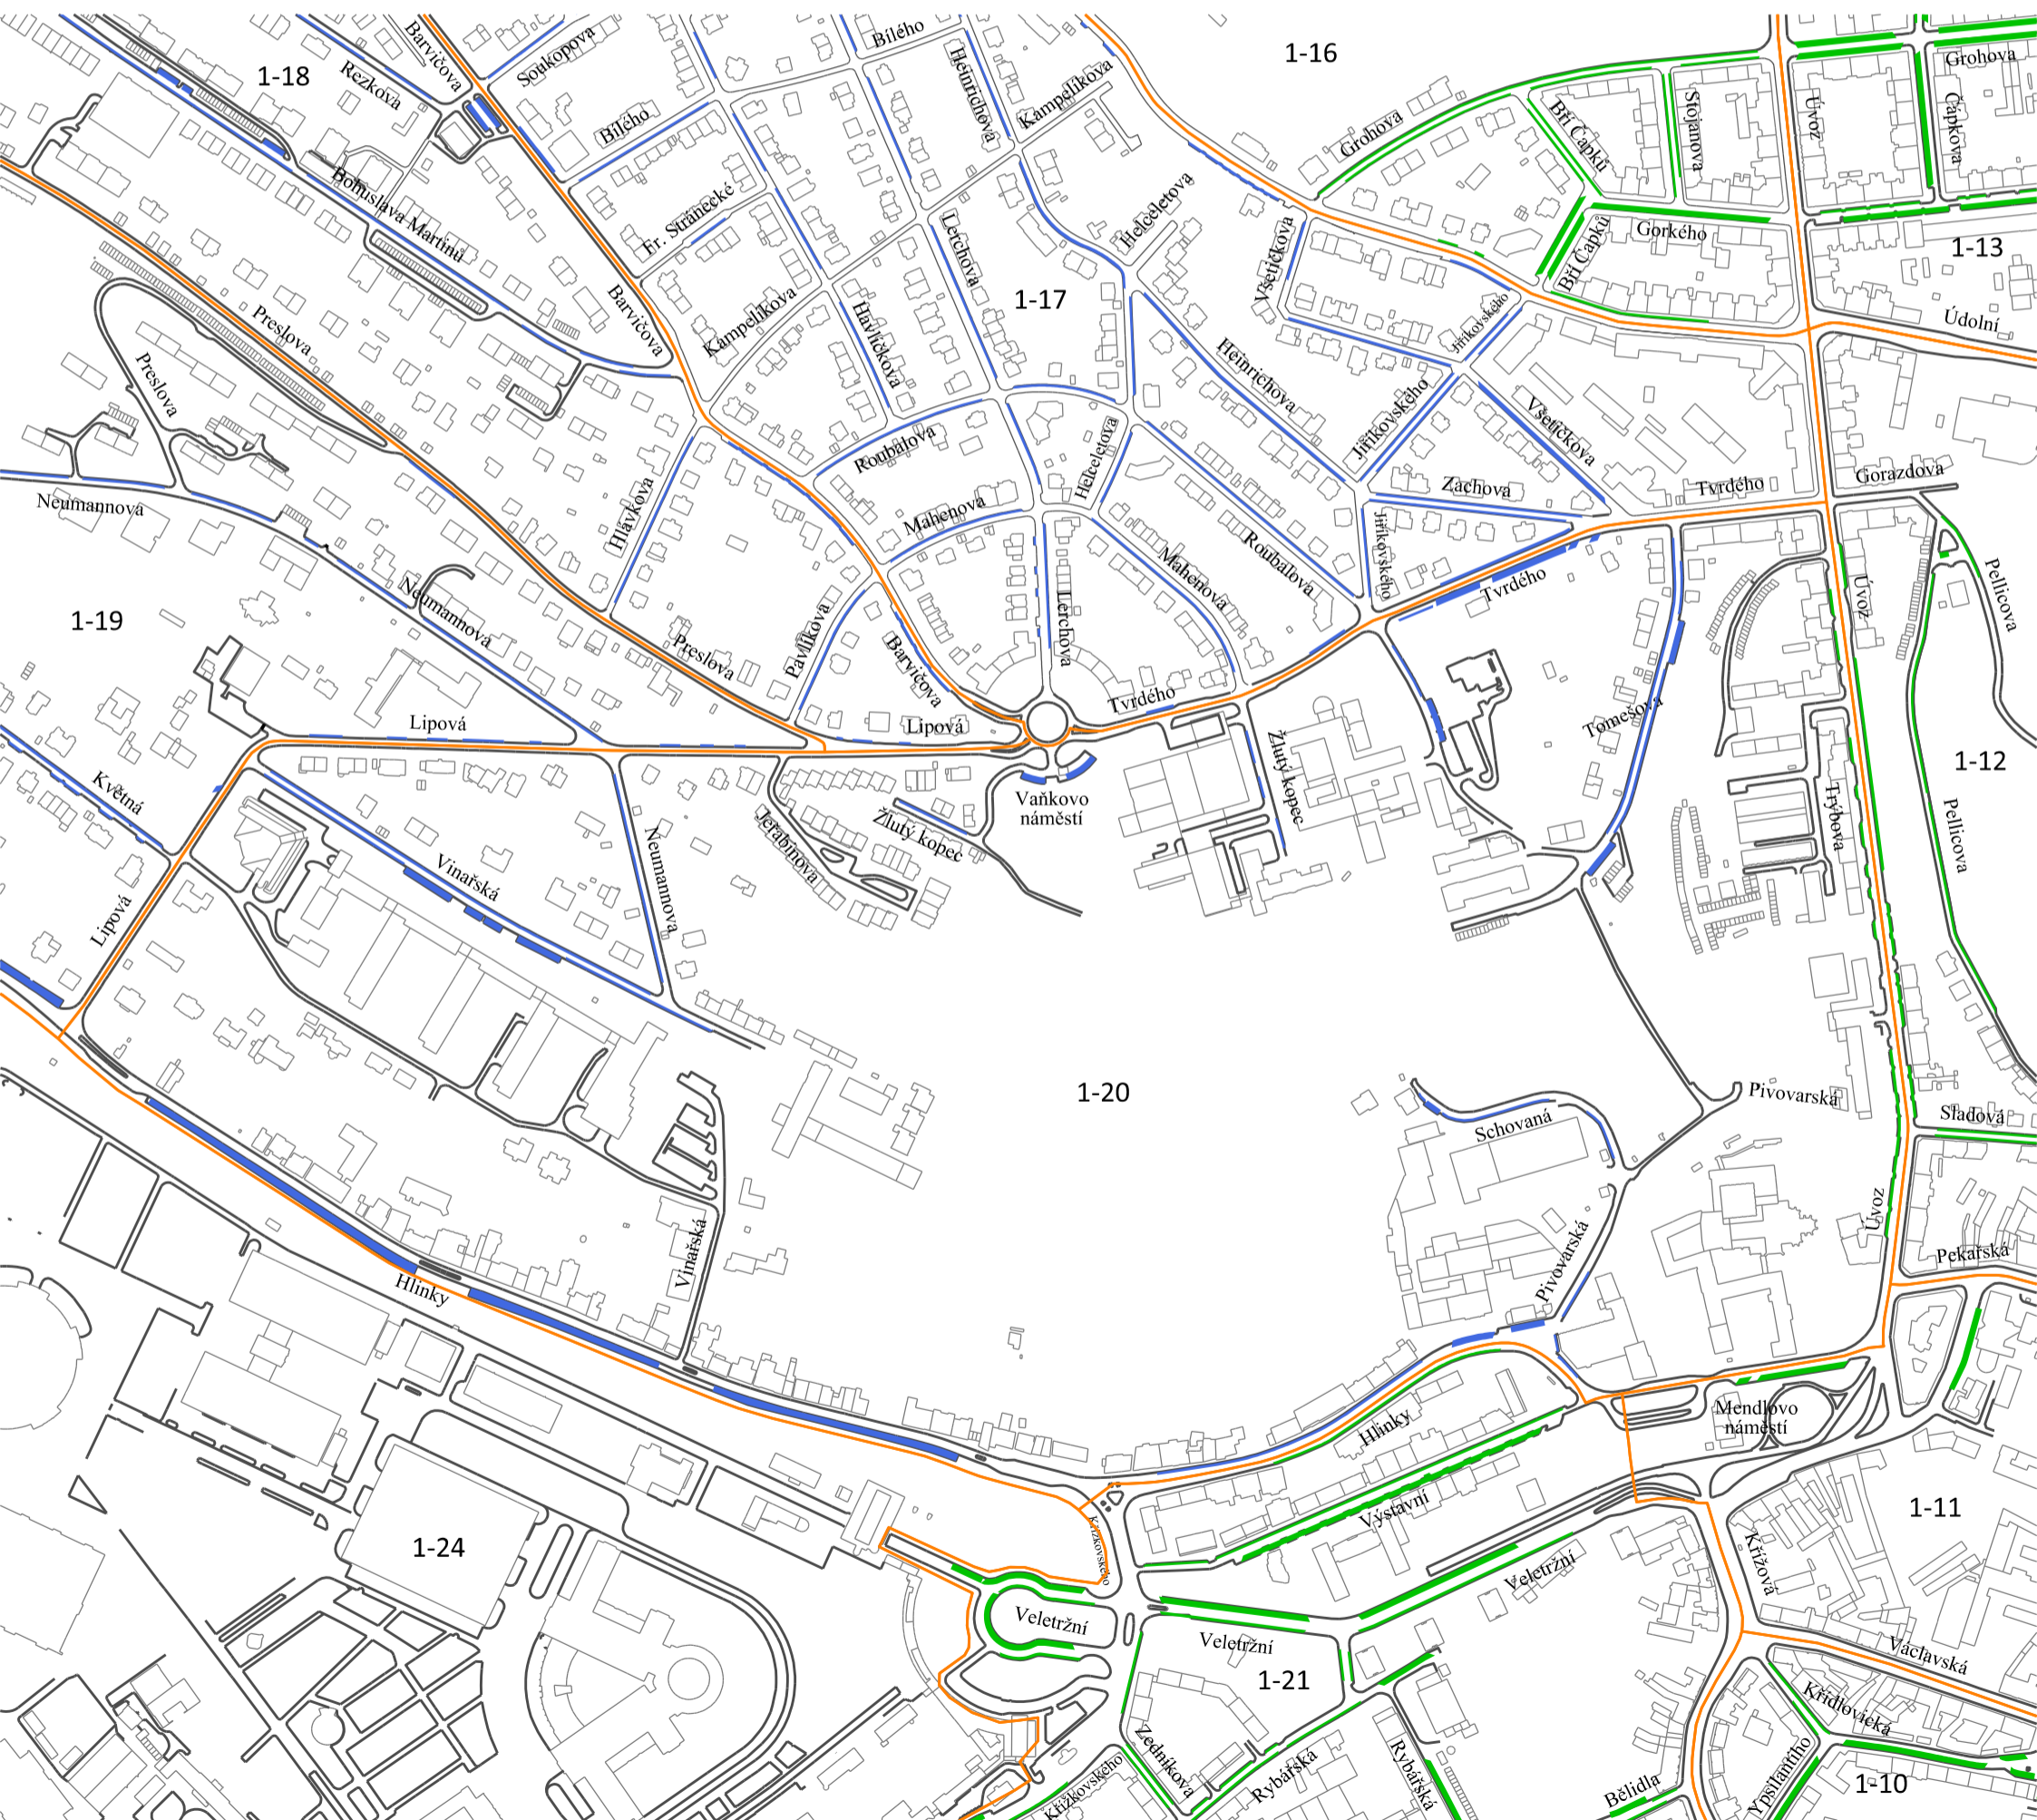 Barvičova
Soukopova
Bílého
Heinrichova
1-16
Grohova
1-18
Rezkova
Kampelíkova
Bílého
Grohova
Bří Čapků
Stojanova
Úvoz
Čapkova
Bohuslava Martinů
Fr. Stránecké
Lerchova
Helceletova
Všetičkova
Bří Čapků
Gorkého
1-13
1-17
Preslova
Barvičova
Kampelíkova
Havlíčkova
Jiříkovského
Údolní
Preslova
Heinrichova
Jiříkovského
Všetičkova
Roubalova
Helceletova
Neumannová
Hlávkova
Mahenova
Zachova
Tvrdého
Gorazdova
Jiříkovského
Roubalova
Mahenova
Tvrdého
Úvoz
Pellicova
1-19
Neumannova
Preslova
Pavlíkova
Barvičova
Lerchova
Lipová
Lipová
Tvrdého
Tomešova
Žlutý kopec
1-12
Květná
Vaňkovo
náměstí
Jeřabinova
Žlutý kopec
Trýbova
Pellicova
Vinařská
Neumannova
Lipová
1-20
Pivovarská
Schovaná
Sladová
Vinařská
Pivovarská
Úvoz
Pekařská
Hlinky
Hlinky
Mendlovo
náměstí
Výstavní
1-11
1-24
Křížkovského
Veletržní
Křížová
Veletržní
Veletržní
1-21
Václavská
Křídlovická
Zedníkova
Křížkovského
Rybářská
Rybářská
Bělidla
Ypsilantiho
1-10